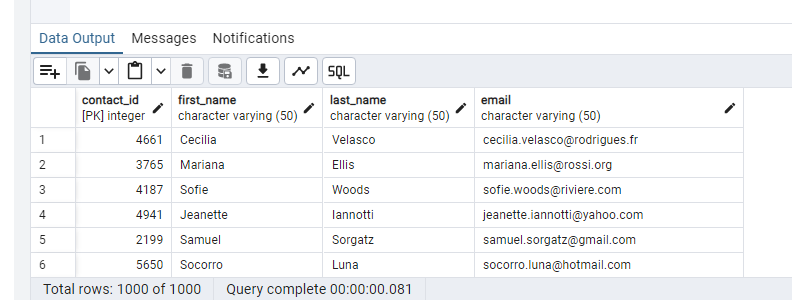 Data Output Messages Notifications
SQL
contact_id first_name last_name email
[PK] integer character varying (50) character varying (50) character varying (50)
1 4661 Cecilia Velasco cecilia.velasco@rodrigues.fr
2 3765 Mariana Ellis mariana.ellis@rossi.org
3 4187 Sofie Woods sofie.woods@riviere.com
4 4941 Jeanette Iannotti jeanette.iannotti@yahoo.com
5 2199 Samuel Sorgatz samuel.sorgatz@gmail.com
6 5650 Socorro Luna socorro.luna@hotmail.com
Total rows: 1000 of 1000 Query complete 00:00:00.081